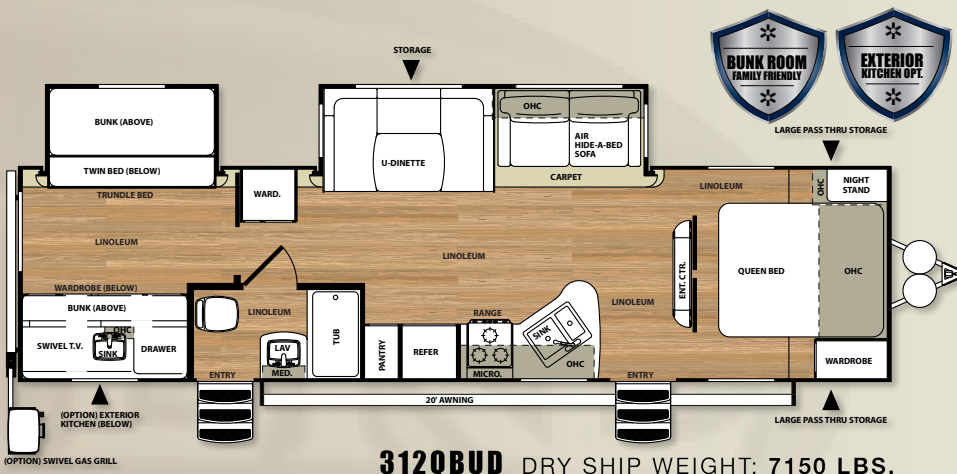 STORAGE
BUNK ROOM
FAMILY FRIENDLY
EXTERIOR
KITCHEN OPT.
LARGE PASS THRU STORAGE
BUNK (ABOVE)
TWIN BED (BELOW)
TRUNDLE BED
LINOLEUM
WARDROBE (BELOW)
BUNK (ABOVE)
OHC
SWIVEL T.V.
SINK
DRAWER
WARD.
U-DINETTE
OHC
AIR
HIDE-A-BED
SOFA
CARPET
LINOLEUM
LINOLEUM
OHC
NIGHT
STAND
QUEEN BED
OHC
ENT. CTR.
LINOLEUM
LINOLEUM
LAV
MED.
TUB
PANTRY
REFER
RANGE
MICRO.
SINK
OHC
WARDROBE
ENTRY
ENTRY
20' AWNING
LARGE PASS THRU STORAGE
(OPTION) EXTERIOR
KITCHEN (BELOW)
(OPTION) SWIVEL GAS GRILL
312QBUD DRY SHIP WEIGHT: 7150 LBS.